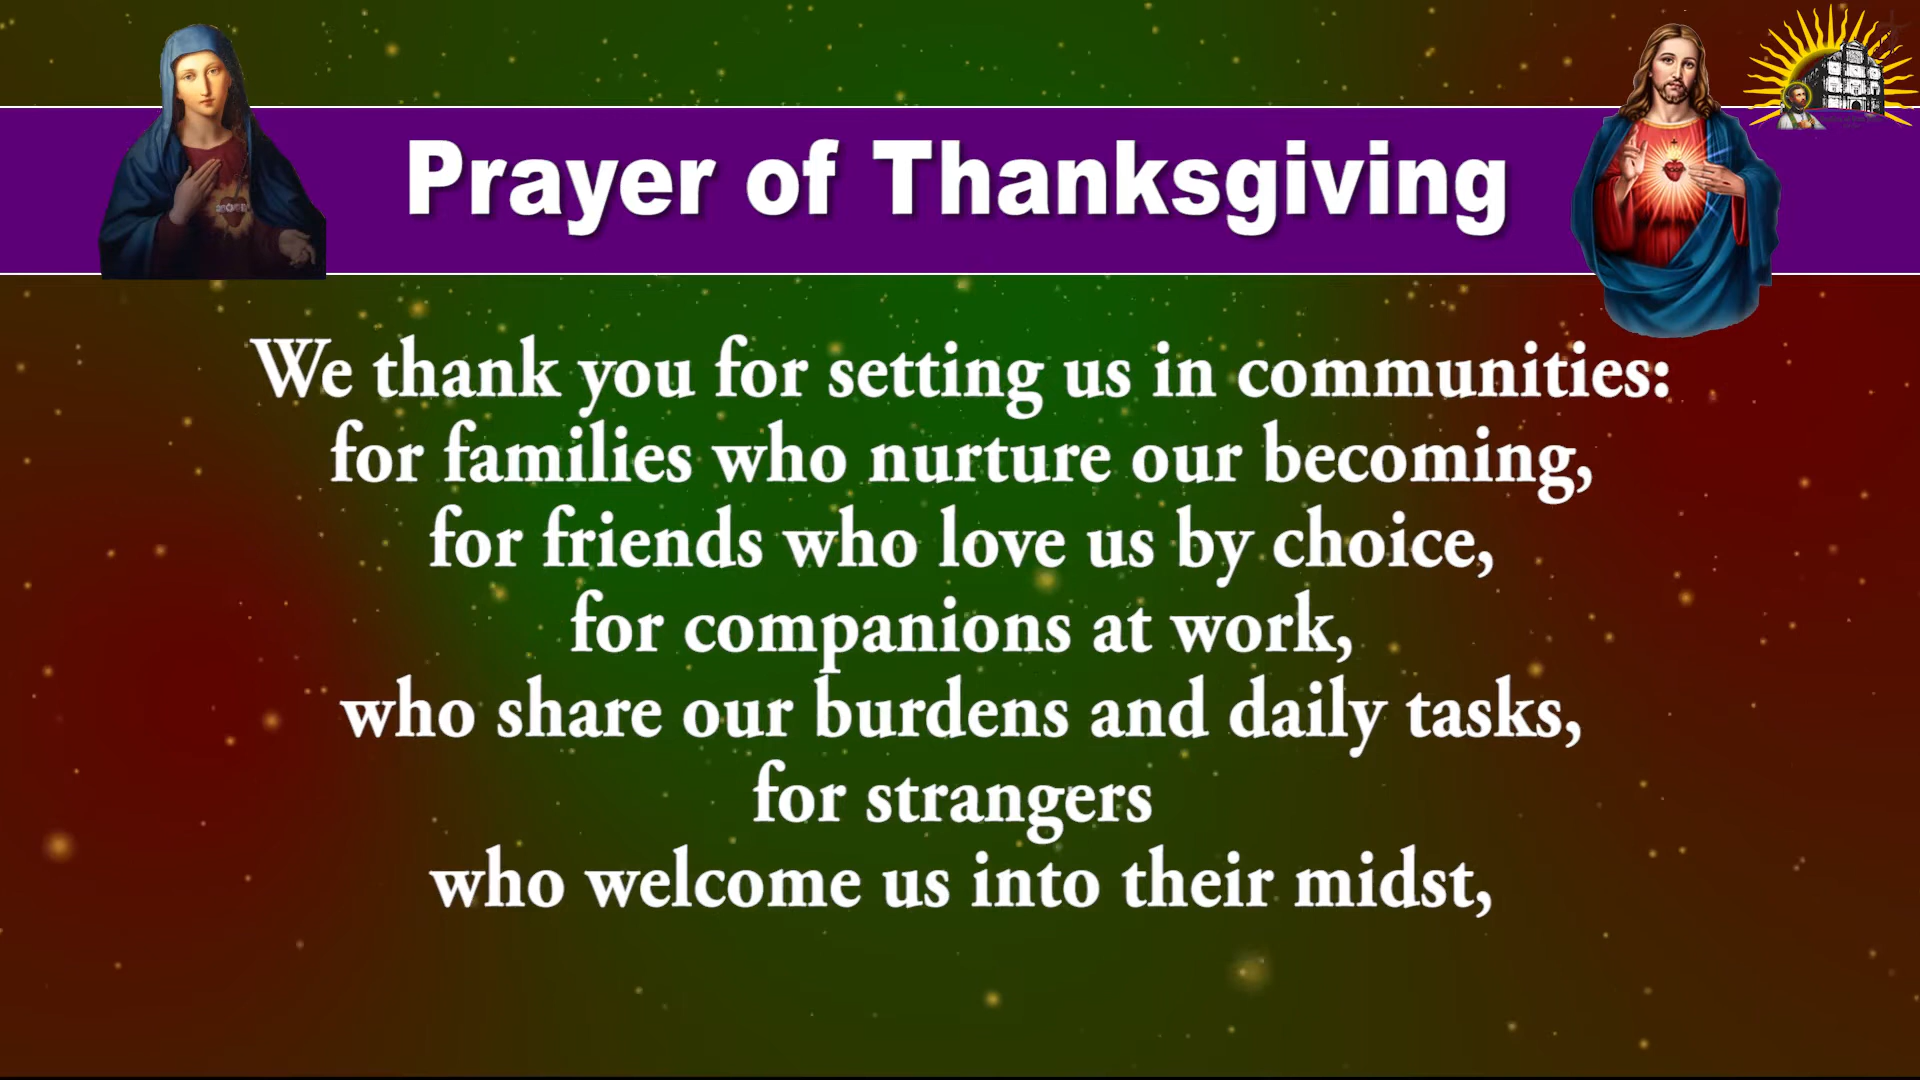 Prayer of Thanksgiving
We thank you for setting us in communities:
for families who nurture our becoming,
for friends who love us by choice,
for companions at work,
who share our burdens and daily tasks,
for strangers
who welcome us into their midst,